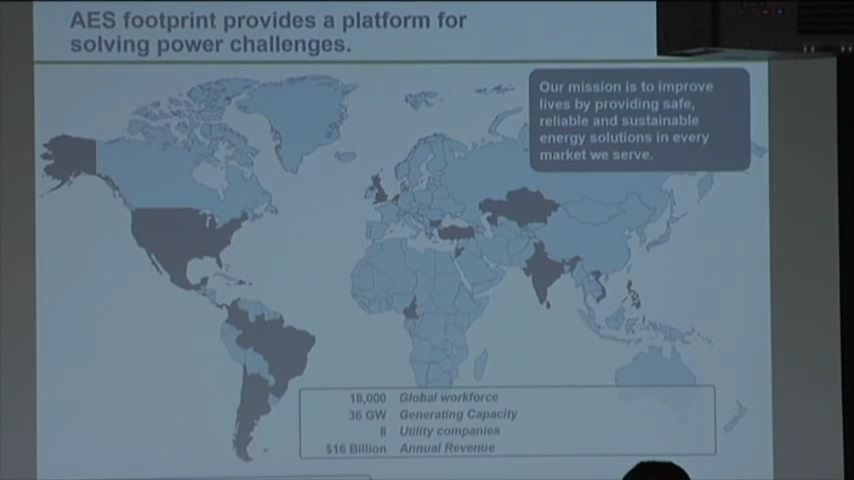 AES footprint provides a platform for
solving power challenges.
Our mission is to improve
lives by providing safe,
reliable and sustainable
energy solutions in every
market we serve.
18,000 Global workforce
36 GW Generating Capacity
8 Utility companies
$16 Billion Annual Revenue